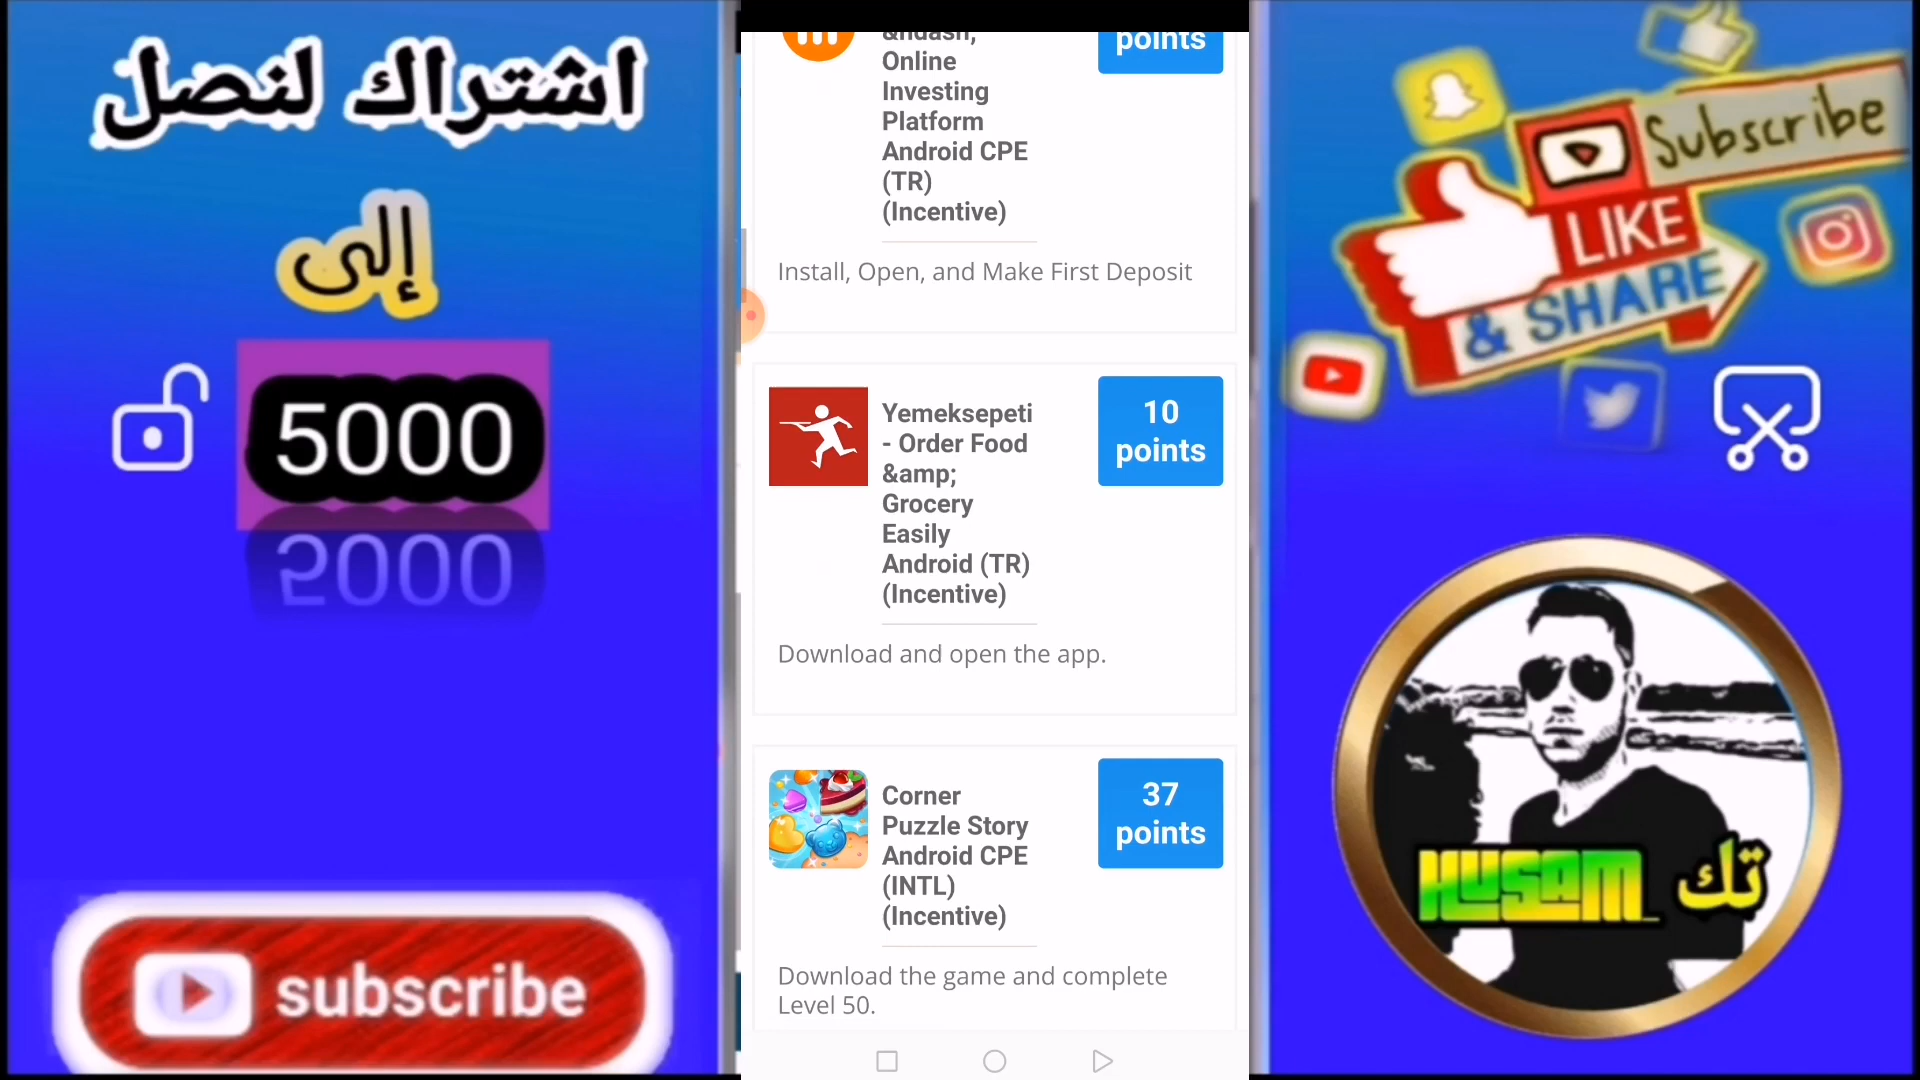 اشتراك لنصل
إلى
5000
5000
subscribe
Online
Investing
Platform
Android CPE
(TR)
(Incentive)
points
Install, Open, and Make First Deposit
Yemeksepeti
- Order Food
&amp;
Grocery
Easily
Android (TR)
(Incentive)
10
points
Download and open the app.
Corner
Puzzle Story
Android CPE
(INTL)
(Incentive)
37
points
Download the game and complete
Level 50.
Subscribe
LIKE
& SHARE
HUSAM_ تك